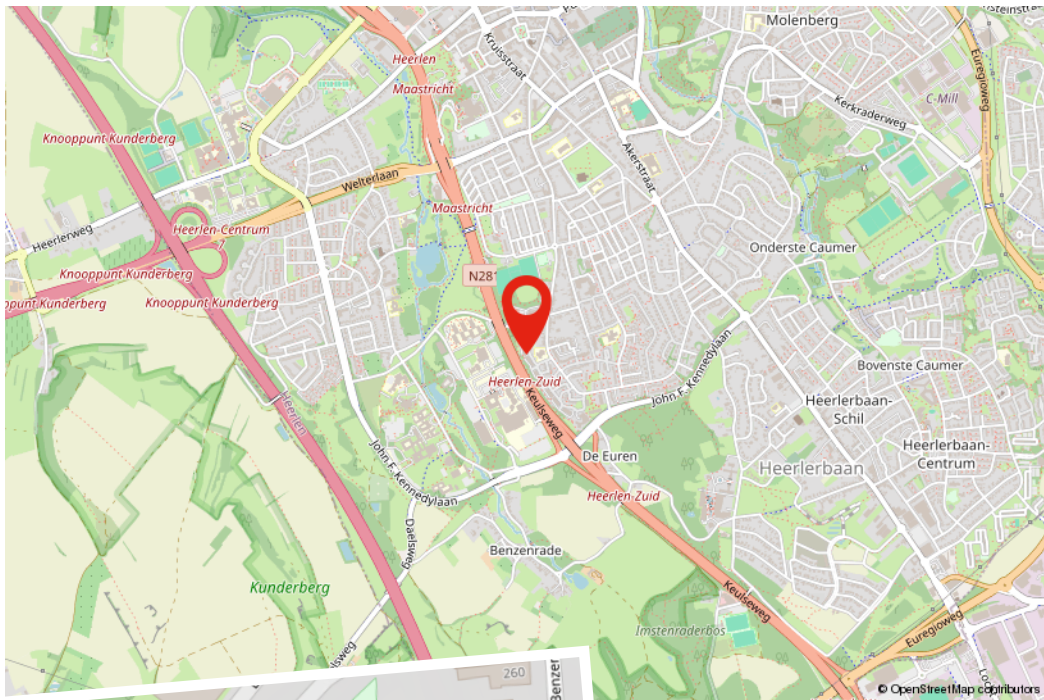 Molenberg
Kruisstraat
Heerlen
Maastricht
Euregioweg
C-Mill
Kerkraderweg
Knooppunt Kunderberg
Akerstraat
Welterlaan
Maastricht
Heerlerweg
Heerlen-Centrum
Onderste Caumer
Knooppunt Kunderberg
N281
Knooppunt Kunderberg
Kunderberg
Heerlen
Heerlen-Zuid
Keulseweg
John F. Kennedylaan
Bovenste Caumer
Heerlerbaan-
Schil
Heerlerbaan-
Centrum
De Euren
Heerlerbaan
John F. Kennedylaan
Heerlen-Zuid
Daelsweg
Benzenrade
Kunderberg
Keulseweg
Imstenraderbos
Euregioweg
260
© OpenStreetMap contributors